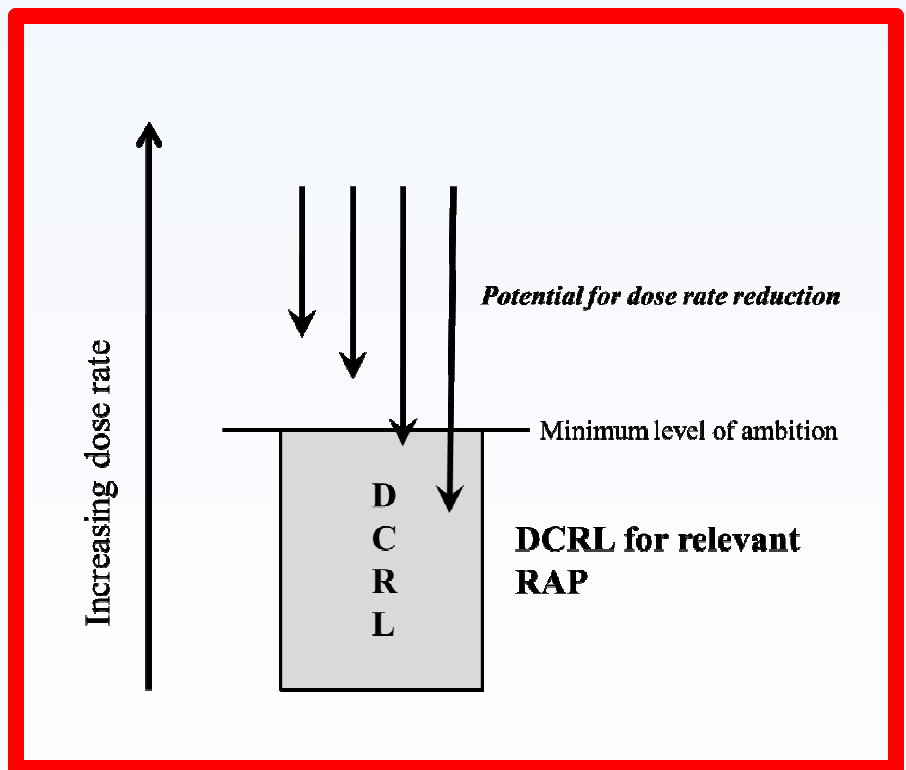 Increasing dose rate
Potential for dose rate reduction
Minimum level of ambition
D
C
R
L
DCRL for relevant
RAP